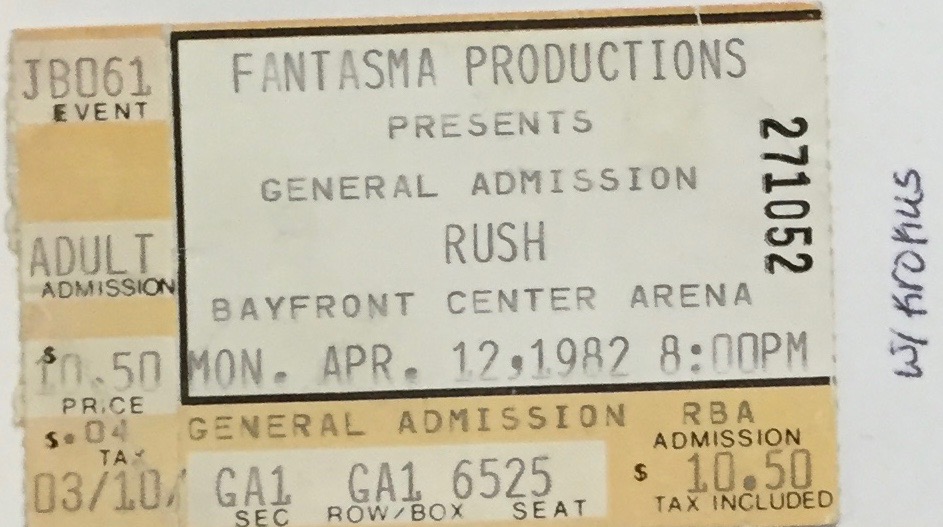 JB061
EVENT
ADULT
ADMISSION
$10.50
PRICE
$.04
TAX
03/10/
FANTASMA PRODUCTIONS
PRESENTS
GENERAL ADMISSION
RUSH
BAYFRONT CENTER ARENA
MON. APR. 12,1982 8:00PM
271052
GENERAL ADMISSION
GA1 GA1 6525
SEC ROW/BOX SEAT
RBA
ADMISSION
$ 10.50
TAX INCLUDED
w/ Krokus